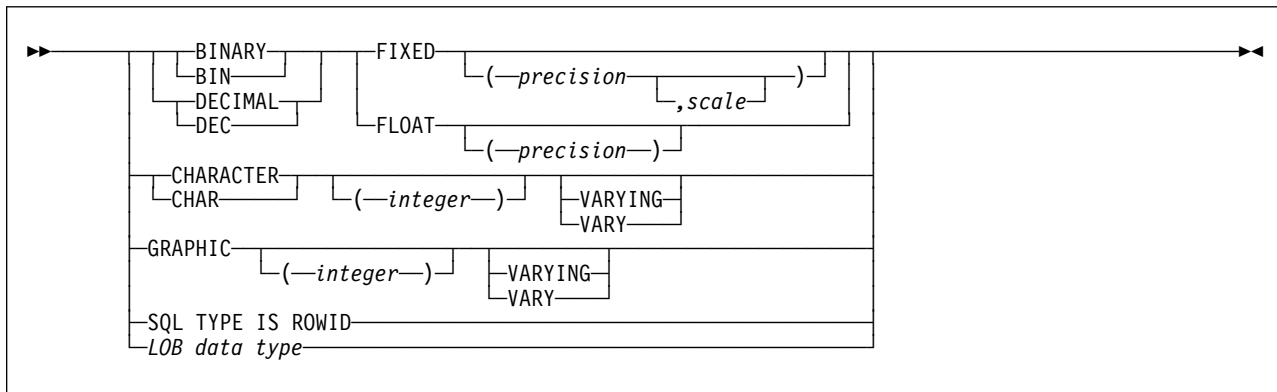 BINARY FIXED
BIN ( precision )
DECIMAL ,scale
DEC FLOAT
( precision )
CHARACTER
CHAR ( integer ) VARYING
VARY
GRAPHIC
( integer ) VARYING
VARY
SQL TYPE IS ROWID
LOB data type